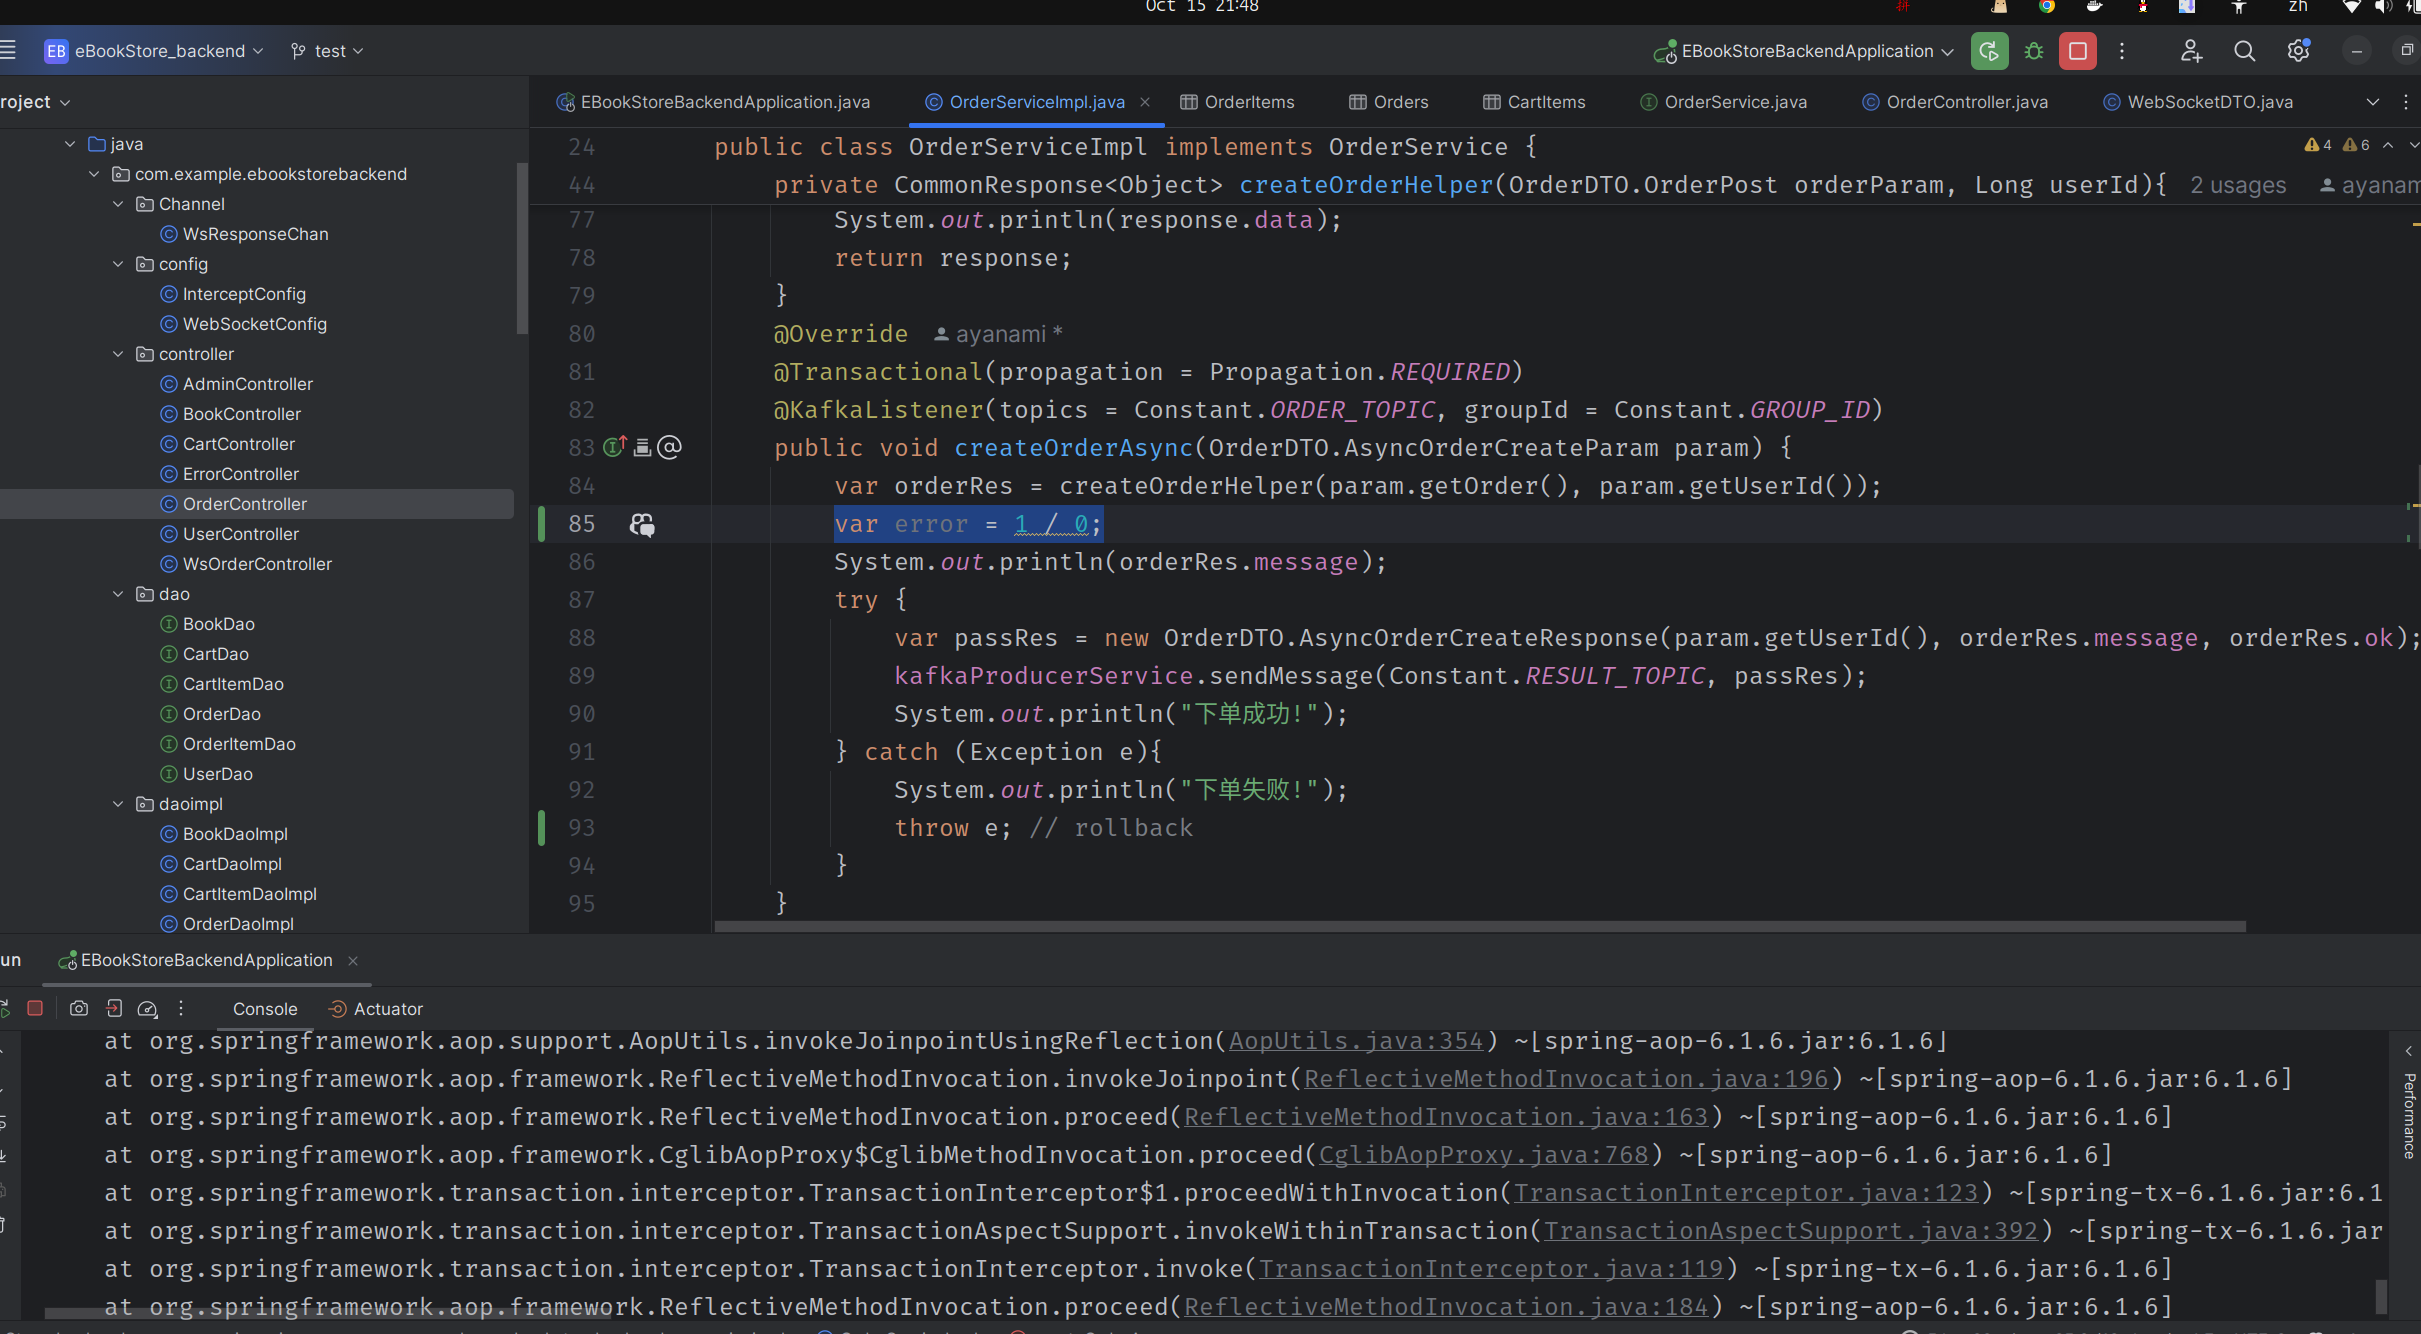 Oct 15 21:48
zh
EB eBookStore_backend
test
EBookStoreBackendApplication
roject
EBookStoreBackendApplication.java
OrderServiceImpl.java
OrderItems
Orders
CartItems
OrderService.java
OrderController.java
WebSocketDTO.java
java
com.example.ebookstorebackend
Channel
WsResponseChan
config
InterceptConfig
WebSocketConfig
controller
AdminController
BookController
CartController
ErrorController
OrderController
UserController
WsOrderController
dao
BookDao
CartDao
CartItemDao
OrderDao
OrderItemDao
UserDao
daoimpl
BookDaoImpl
CartDaoImpl
CartItemDaoImpl
OrderDaoImpl
4 6
24 public class OrderServiceImpl implements OrderService {
44 private CommonResponse<Object> createOrderHelper(OrderDTO.OrderPost orderParam, Long userId){ 2 usages ayanam
77 System.out.println(response.data);
78 return response;
79 }
80 @Override ayanami *
81 @Transactional(propagation = Propagation.REQUIRED)
82 @KafkaListener(topics = Constant.ORDER_TOPIC, groupId = Constant.GROUP_ID)
83 public void createOrderAsync(OrderDTO.AsyncOrderCreateParam param) {
84 var orderRes = createOrderHelper(param.getOrder(), param.getUserId());
85 var error = 1 / 0;
86 System.out.println(orderRes.message);
87 try {
88 var passRes = new OrderDTO.AsyncOrderCreateResponse(param.getUserId(), orderRes.message, orderRes.ok);
89 kafkaProducerService.sendMessage(Constant.RESULT_TOPIC, passRes);
90 System.out.println("下单成功!");
91 } catch (Exception e){
92 System.out.println("下单失败!");
93 throw e; // rollback
94 }
95 }
un
EBookStoreBackendApplication
Console
Actuator
at org.springframework.aop.support.AopUtils.invokeJoinpointUsingReflection(AopUtils.java:354) ~[spring-aop-6.1.6.jar:6.1.6]
at org.springframework.aop.framework.ReflectiveMethodInvocation.invokeJoinpoint(ReflectiveMethodInvocation.java:196) ~[spring-aop-6.1.6.jar:6.1.6]
at org.springframework.aop.framework.ReflectiveMethodInvocation.proceed(ReflectiveMethodInvocation.java:163) ~[spring-aop-6.1.6.jar:6.1.6]
at org.springframework.aop.framework.CglibAopProxy$CglibMethodInvocation.proceed(CglibAopProxy.java:768) ~[spring-aop-6.1.6.jar:6.1.6]
at org.springframework.transaction.interceptor.TransactionInterceptor$1.proceedWithInvocation(TransactionInterceptor.java:123) ~[spring-tx-6.1.6.jar:6.1
at org.springframework.transaction.interceptor.TransactionAspectSupport.invokeWithinTransaction(TransactionAspectSupport.java:392) ~[spring-tx-6.1.6.jar
at org.springframework.transaction.interceptor.TransactionInterceptor.invoke(TransactionInterceptor.java:119) ~[spring-tx-6.1.6.jar:6.1.6]
at org.springframework.aop.framework.ReflectiveMethodInvocation.proceed(ReflectiveMethodInvocation.java:184) ~[spring-aop-6.1.6.jar:6.1.6]
Performance